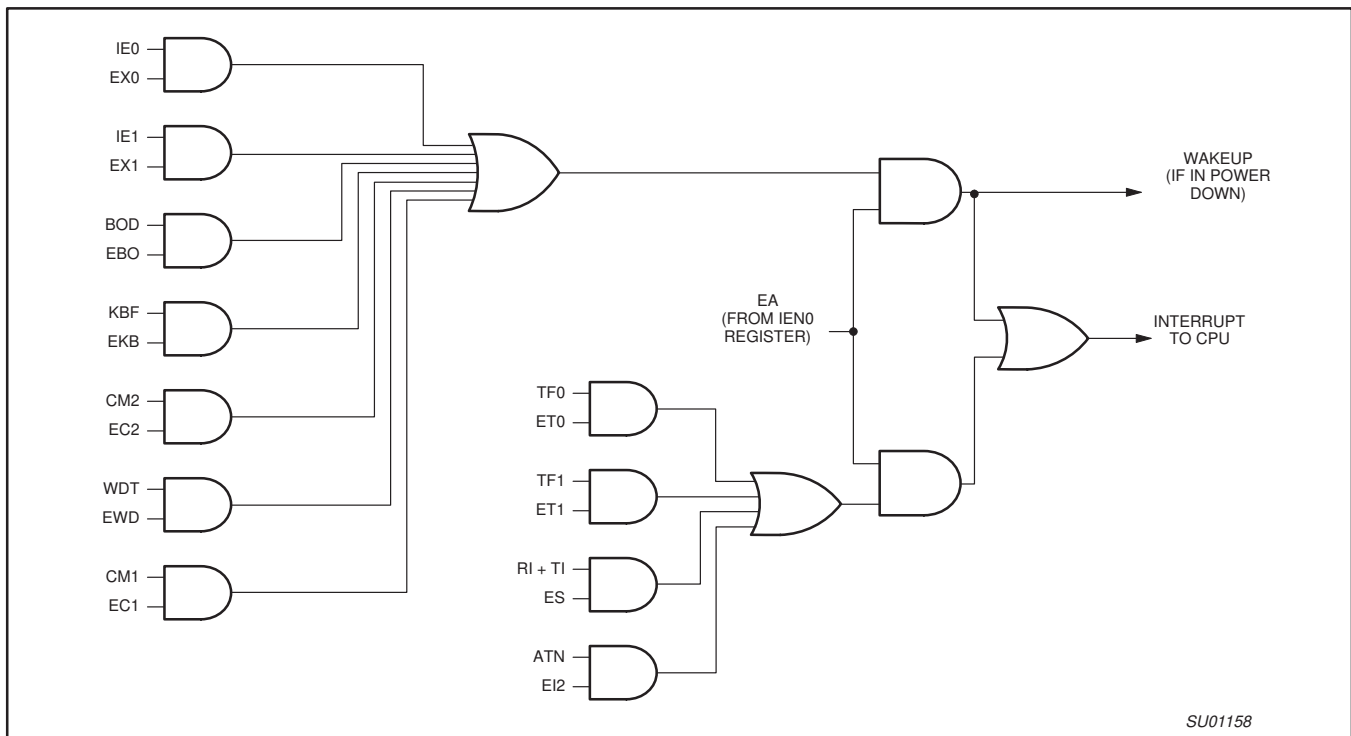 IE0
EX0
IE1
EX1
BOD
EBO
KBF
EKB
CM2
EC2
WDT
EWD
CM1
EC1
EA
(FROM IEN0
REGISTER)
TF0
ET0
TF1
ET1
RI + TI
ES
ATN
EI2
WAKEUP
(IF IN POWER
DOWN)
INTERRUPT
TO CPU
SU01158